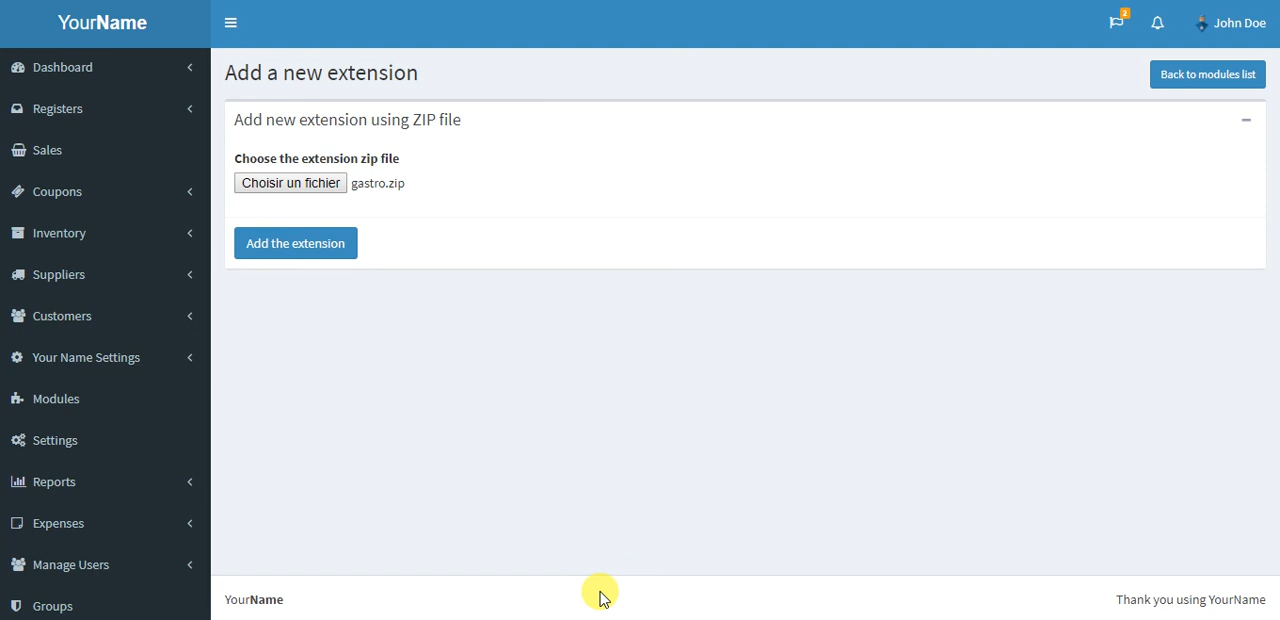 YourName
2
John Doe
Dashboard
Registers
Sales
Coupons
Inventory
Suppliers
Customers
Your Name Settings
Modules
Settings
Reports
Expenses
Manage Users
Groups
Add a new extension
Back to modules list
Add new extension using ZIP file
Choose the extension zip file
Choisir un fichier gastro.zip
Add the extension
YourName
Thank you using YourName